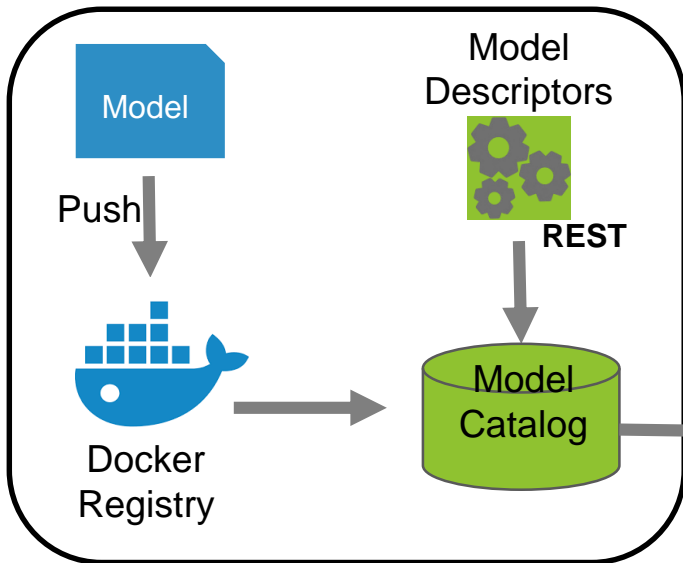 Model
Push
Docker
Registry
Model
Descriptors
REST
Model
Catalog